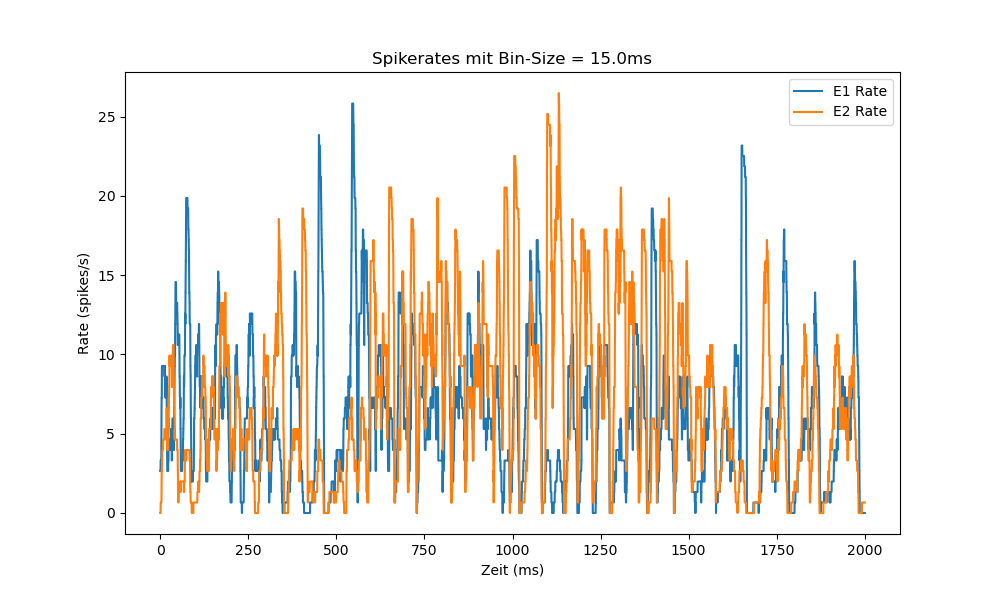 Spikerates mit Bin-Size = 15.0ms
E1 Rate
E2 Rate
Rate (spikes/s)
25
20
15
10
5
0
0 250 500 750 1000 1250 1500 1750 2000
Zeit (ms)